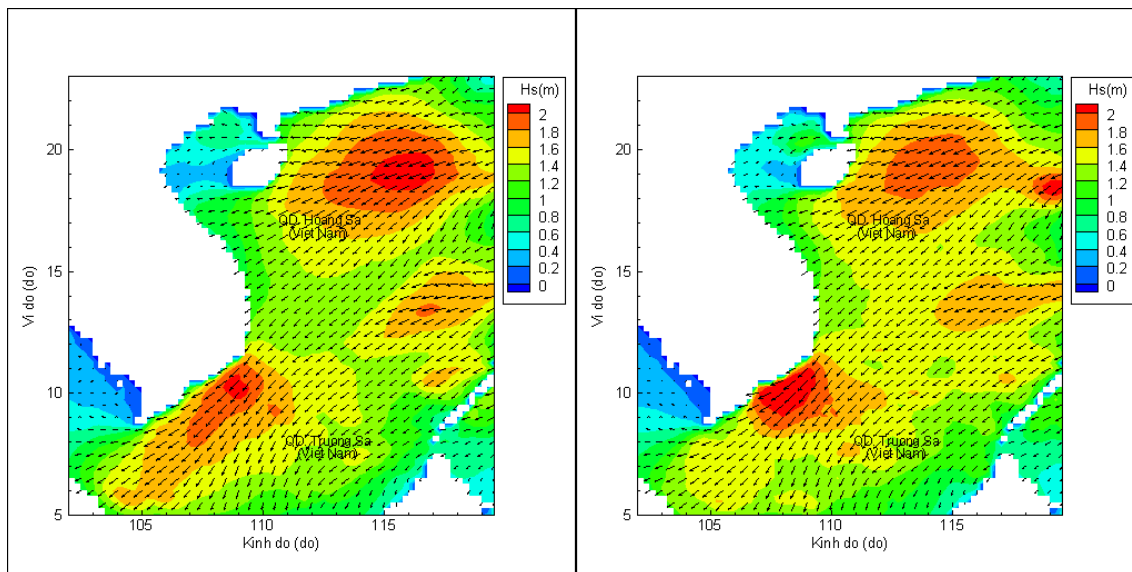 Hs(m)
2
1.8
1.6
1.4
1.2
1
0.8
0.6
0.4
0.2
0
20
15
10
5
Vi do (do)
QD. Hoang Sa
(Viet Nam)
QD. Truong Sa
(Viet Nam)
105
110
115
Kinh do (do)
Hs(m)
2
1.8
1.6
1.4
1.2
1
0.8
0.6
0.4
0.2
0
20
15
10
5
Vi do (do)
QD. Hoang Sa
(Viet Nam)
QD. Truong Sa
(Viet Nam)
105
110
115
Kinh do (do)